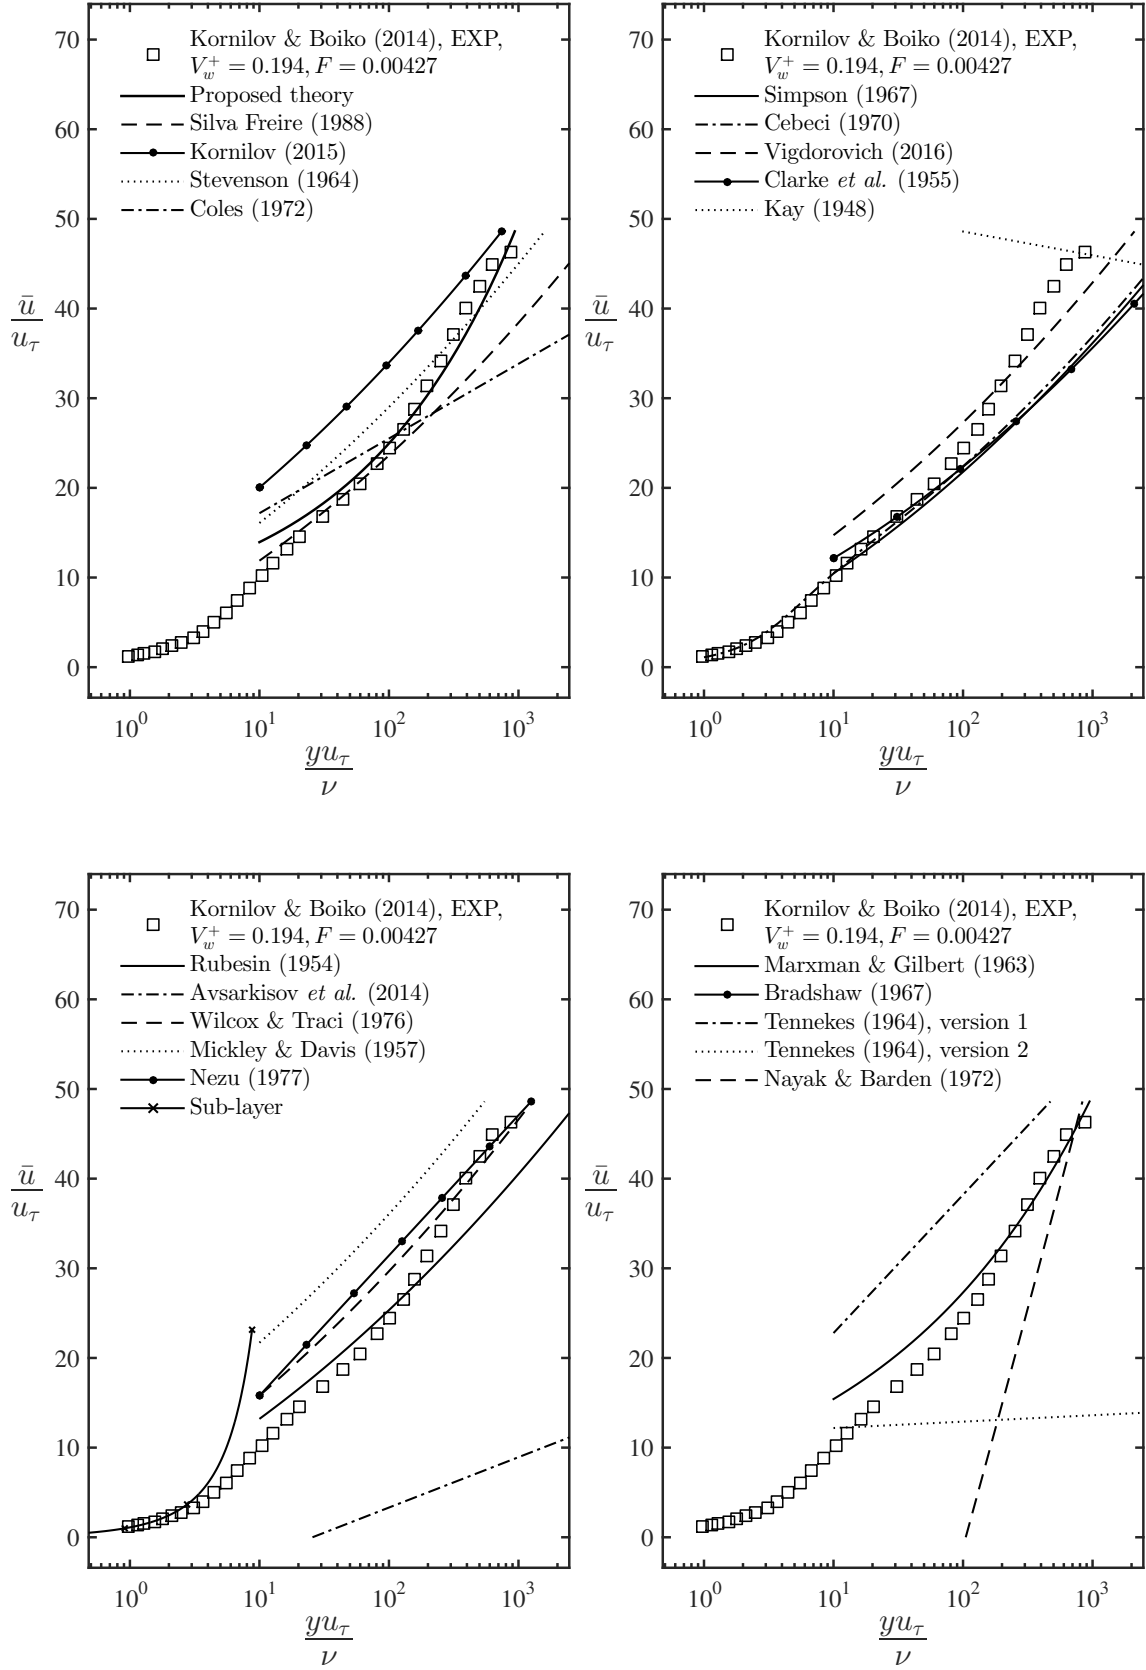 70
60
50
40
30
20
10
0
ū
u_τ
Kornilov & Boiko (2014), EXP,
V_w^+ = 0.194, F = 0.00427
Proposed theory
Silva Freire (1988)
Kornilov (2015)
Stevenson (1964)
Coles (1972)
10^0 10^1 10^2 10^3
yu_τ
ν
70
60
50
40
30
20
10
0
ū
u_τ
Kornilov & Boiko (2014), EXP,
V_w^+ = 0.194, F = 0.00427
Simpson (1967)
Cebeci (1970)
Vigdorovich (2016)
Clarke et al. (1955)
Kay (1948)
10^0 10^1 10^2 10^3
yu_τ
ν
70
60
50
40
30
20
10
0
ū
u_τ
Kornilov & Boiko (2014), EXP,
V_w^+ = 0.194, F = 0.00427
Rubesin (1954)
Avsarkisov et al. (2014)
Wilcox & Traci (1976)
Mickley & Davis (1957)
Nezu (1977)
Sub-layer
10^0 10^1 10^2 10^3
yu_τ
ν
70
60
50
40
30
20
10
0
ū
u_τ
Kornilov & Boiko (2014), EXP,
V_w^+ = 0.194, F = 0.00427
Marxman & Gilbert (1963)
Bradshaw (1967)
Tennekes (1964), version 1
Tennekes (1964), version 2
Nayak & Barden (1972)
10^0 10^1 10^2 10^3
yu_τ
ν